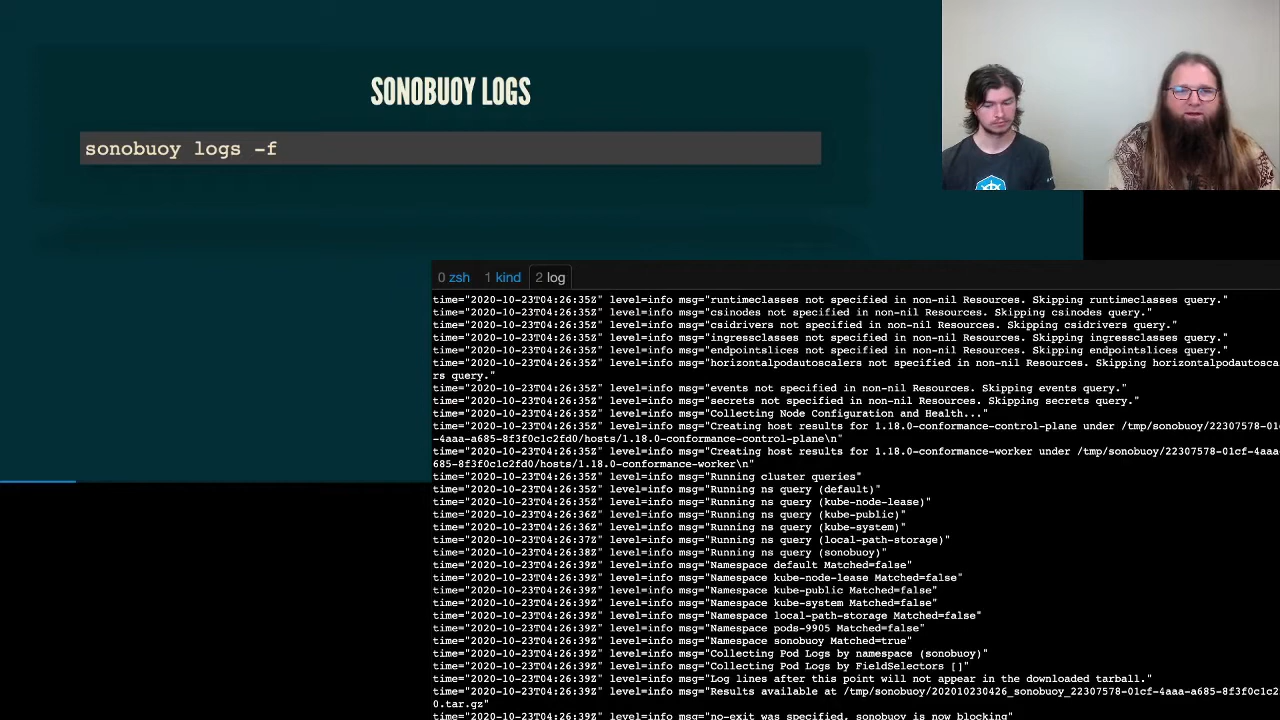 SONOBUOY LOGS
sonobuoy logs -f
0 zsh 1 kind 2 log
time="2020-10-23T04:26:35Z" level=info msg="runtimeclasses not specified in non-nil Resources. Skipping runtimeclasses query."
time="2020-10-23T04:26:35Z" level=info msg="csinodes not specified in non-nil Resources. Skipping csinodes query."
time="2020-10-23T04:26:35Z" level=info msg="csidrivers not specified in non-nil Resources. Skipping csidrivers query."
time="2020-10-23T04:26:35Z" level=info msg="ingressclasses not specified in non-nil Resources. Skipping ingressclasses query."
time="2020-10-23T04:26:35Z" level=info msg="endpointslices not specified in non-nil Resources. Skipping endpointslices query."
time="2020-10-23T04:26:35Z" level=info msg="horizontalpodautoscalers not specified in non-nil Resources. Skipping horizontalpodautosca
rs query."
time="2020-10-23T04:26:35Z" level=info msg="events not specified in non-nil Resources. Skipping events query."
time="2020-10-23T04:26:35Z" level=info msg="secrets not specified in non-nil Resources. Skipping secrets query."
time="2020-10-23T04:26:35Z" level=info msg="Collecting Node Configuration and Health..."
time="2020-10-23T04:26:35Z" level=info msg="Creating host results for 1.18.0-conformance-control-plane under /tmp/sonobuoy/22307578-01
-4aaa-a685-8f3f0c1c2fd0/hosts/1.18.0-conformance-control-plane\n"
time="2020-10-23T04:26:35Z" level=info msg="Creating host results for 1.18.0-conformance-worker under /tmp/sonobuoy/22307578-01cf-4aaa
685-8f3f0c1c2fd0/hosts/1.18.0-conformance-worker\n"
time="2020-10-23T04:26:35Z" level=info msg="Running cluster queries"
time="2020-10-23T04:26:35Z" level=info msg="Running ns query (default)"
time="2020-10-23T04:26:35Z" level=info msg="Running ns query (kube-node-lease)"
time="2020-10-23T04:26:36Z" level=info msg="Running ns query (kube-public)"
time="2020-10-23T04:26:36Z" level=info msg="Running ns query (kube-system)"
time="2020-10-23T04:26:37Z" level=info msg="Running ns query (local-path-storage)"
time="2020-10-23T04:26:38Z" level=info msg="Running ns query (sonobuoy)"
time="2020-10-23T04:26:39Z" level=info msg="Namespace default Matched=false"
time="2020-10-23T04:26:39Z" level=info msg="Namespace kube-node-lease Matched=false"
time="2020-10-23T04:26:39Z" level=info msg="Namespace kube-public Matched=false"
time="2020-10-23T04:26:39Z" level=info msg="Namespace kube-system Matched=false"
time="2020-10-23T04:26:39Z" level=info msg="Namespace local-path-storage Matched=false"
time="2020-10-23T04:26:39Z" level=info msg="Namespace pods-9905 Matched=false"
time="2020-10-23T04:26:39Z" level=info msg="Namespace sonobuoy Matched=true"
time="2020-10-23T04:26:39Z" level=info msg="Collecting Pod Logs by namespace (sonobuoy)"
time="2020-10-23T04:26:39Z" level=info msg="Collecting Pod Logs by FieldSelectors []"
time="2020-10-23T04:26:39Z" level=info msg="Log lines after this point will not appear in the downloaded tarball."
time="2020-10-23T04:26:39Z" level=info msg="Results available at /tmp/sonobuoy/202010230426_sonobuoy_22307578-01cf-4aaa-a685-8f3f0c1c2
0.tar.gz"
time="2020-10-23T04:26:39Z" level=info msg="no-exit was specified, sonobuoy is now blocking"